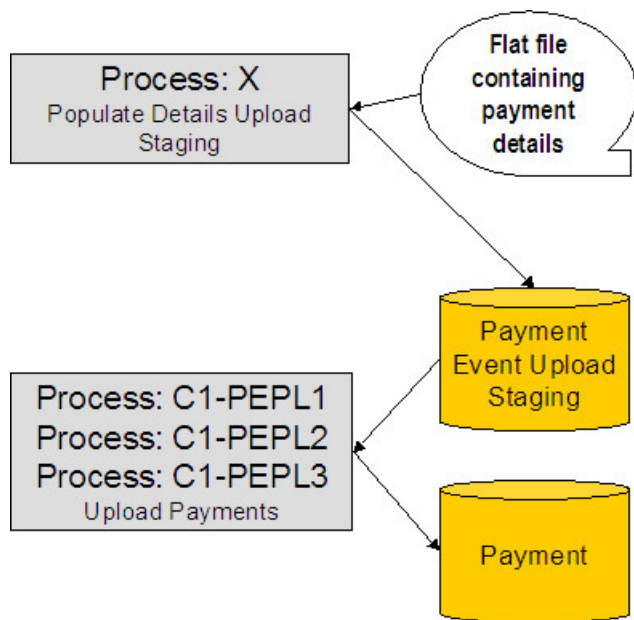 Process: X
Populate Details Upload
Staging
Flat file
containing
payment
details
Payment
Event Upload
Staging
Process: C1-PEPL1
Process: C1-PEPL2
Process: C1-PEPL3
Upload Payments
Payment